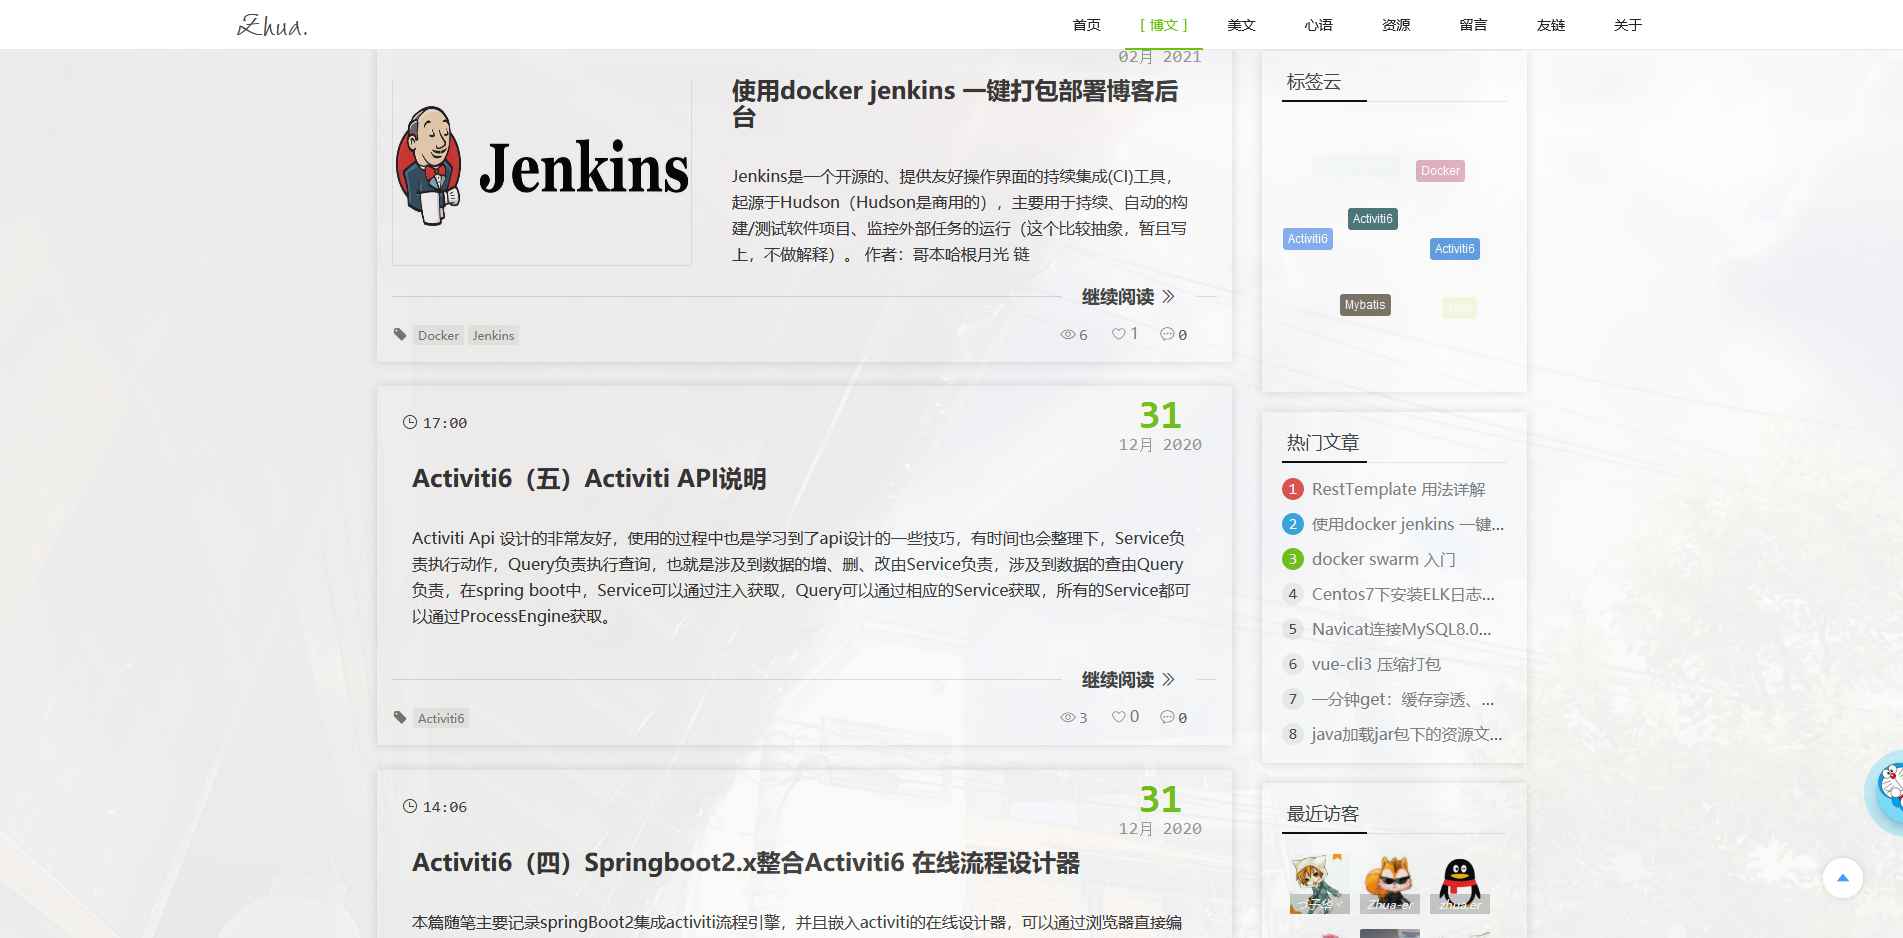 Zhua.
首页
[ 博文 ]
美文
心语
资源
留言
友链
关于
02月 2021
Jenkins
使用docker jenkins 一键打包部署博客后
台
Jenkins是一个开源的、提供友好操作界面的持续集成(CI)工具，
起源于Hudson（Hudson是商用的），主要用于持续、自动的构
建/测试软件项目、监控外部任务的运行（这个比较抽象，暂且写
上，不做解释）。 作者：哥本哈根月光 链
继续阅读
Docker
Jenkins
6
1
0
17:00
31
12月 2020
Activiti6（五）Activiti API说明
Activiti Api 设计的非常友好，使用的过程中也是学习到了api设计的一些技巧，有时间也会整理下，Service负
责执行动作，Query负责执行查询，也就是涉及到数据的增、删、改由Service负责，涉及到数据的查由Query
负责，在spring boot中，Service可以通过注入获取，Query可以通过相应的Service获取，所有的Service都可
以通过ProcessEngine获取。
继续阅读
Activiti6
3
0
0
14:06
31
12月 2020
Activiti6（四）Springboot2.x整合Activiti6 在线流程设计器
本篇随笔主要记录springBoot2集成activiti流程引擎，并且嵌入activiti的在线设计器，可以通过浏览器直接编
标签云
Docker
Activiti6
Activiti6
Activiti6
Mybatis
热门文章
1 RestTemplate 用法详解
2 使用docker jenkins 一键...
3 docker swarm 入门
4 Centos7下安装ELK日志...
5 Navicat连接MySQL8.0...
6 vue-cli3 压缩打包
7 一分钟get：缓存穿透、...
8 java加载jar包下的资源文...
最近访客
Zhua-er
zhua.er